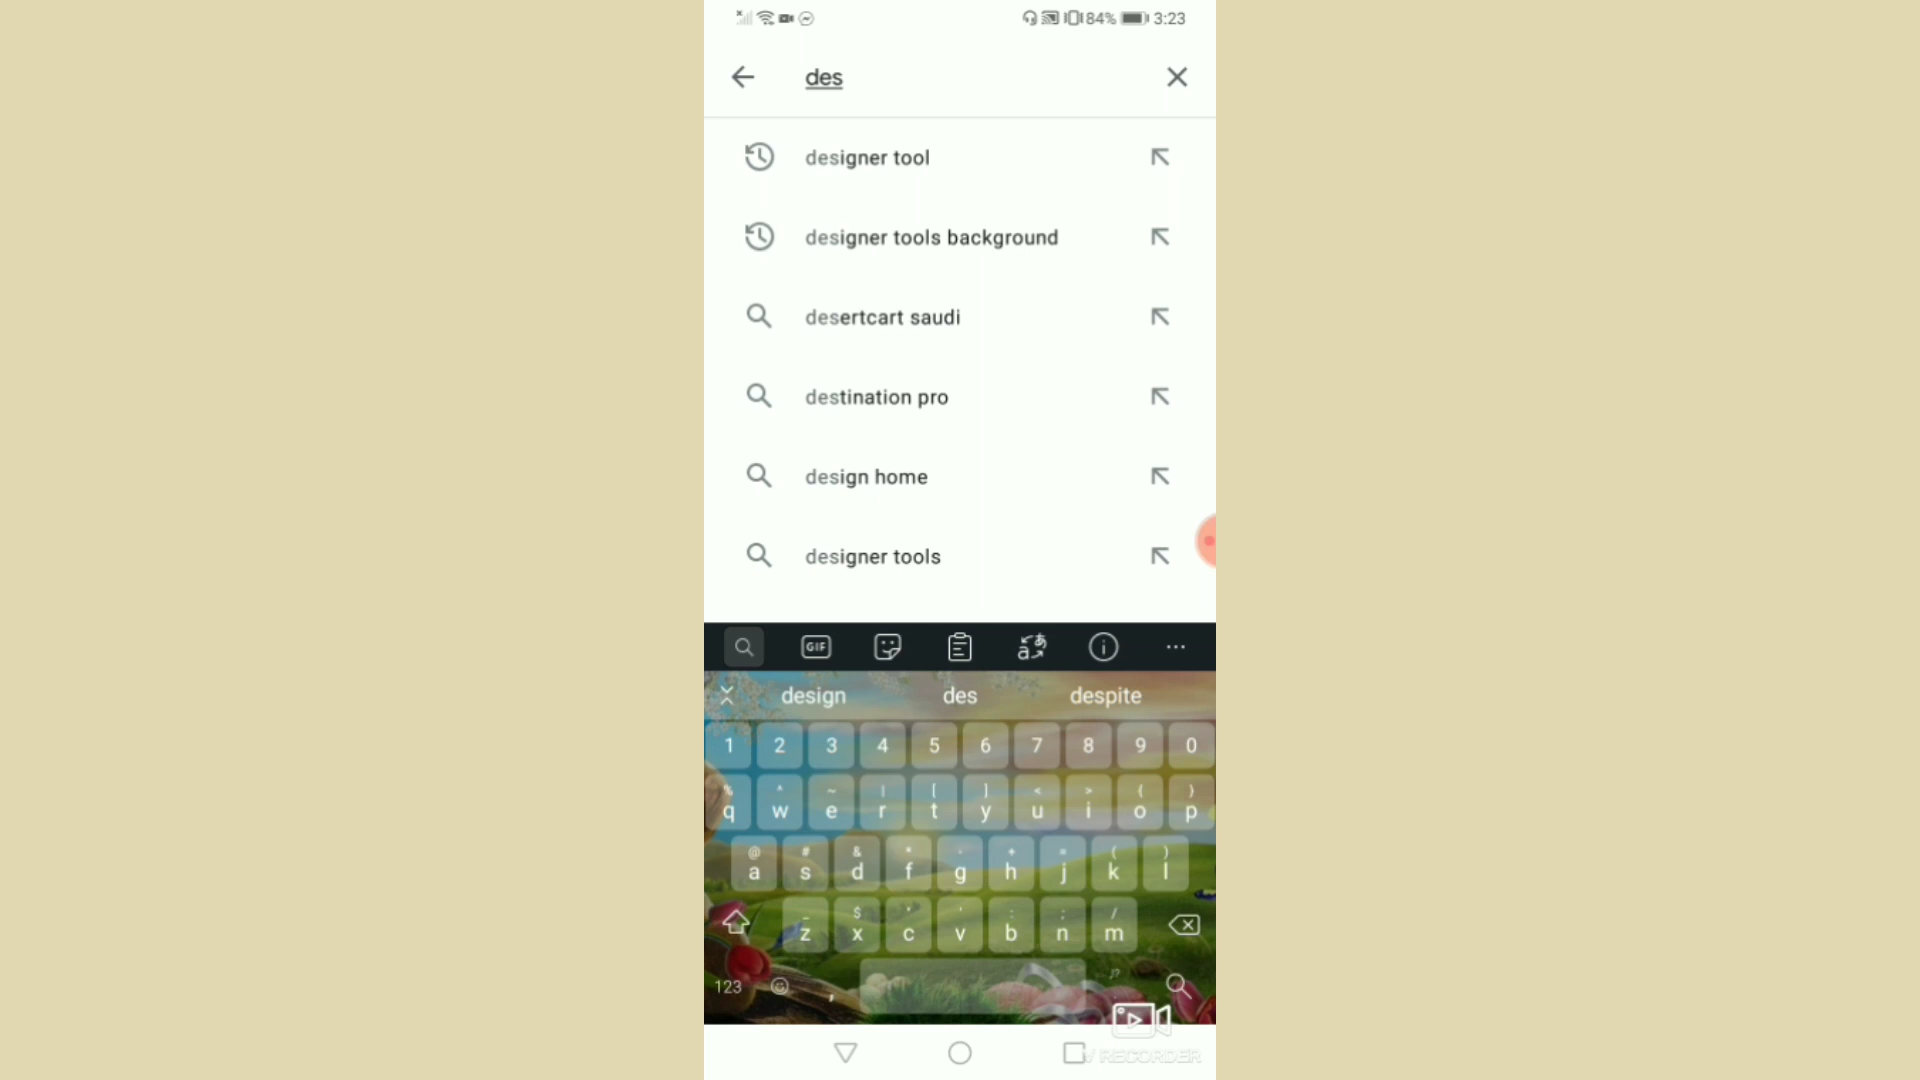 84% 3:23
des
designer tool
designer tools background
desertcart saudi
destination pro
design home
designer tools
GIF
design des despite
1 2 3 4 5 6 7 8 9 0
% ^ ~ | [ ] < > { }
q w e r t y u i o p
@ # & * - + = ( )
a s d f g h j k l
_ $ " ' : ; /
z x c v b n m
123 , !?
V RECORDER